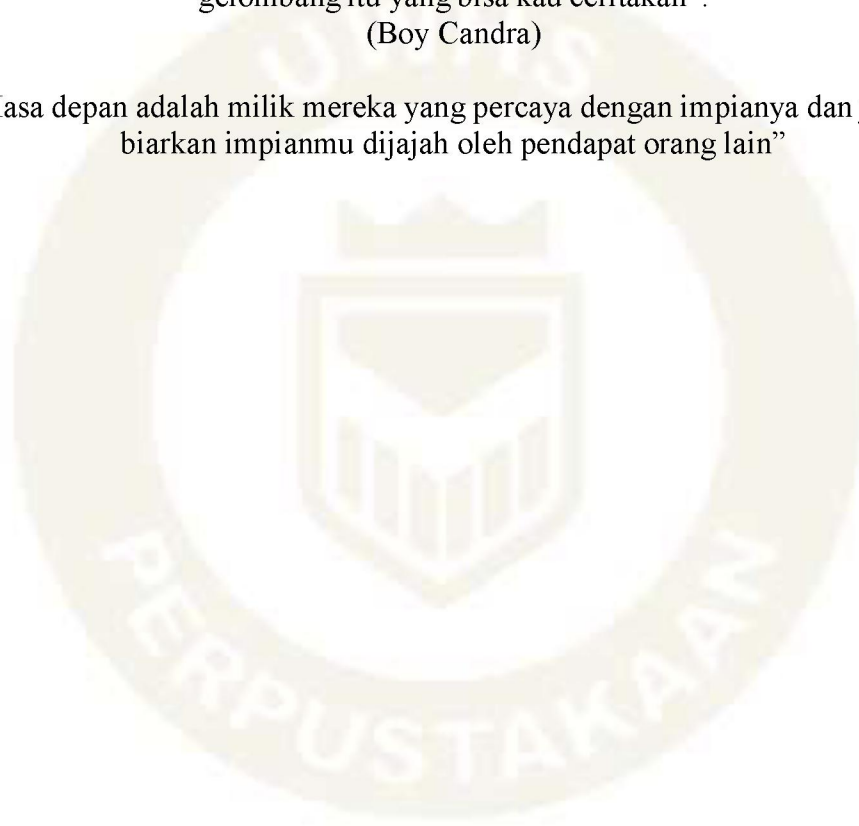 gelombang itu yang bisa kau ceritakan”.
(Boy Candra)
depan adalah milik mereka yang percaya dengan impianya dan
biarkan impianmu dijajah oleh pendapat orang lain”
PERPUSTAKAAN